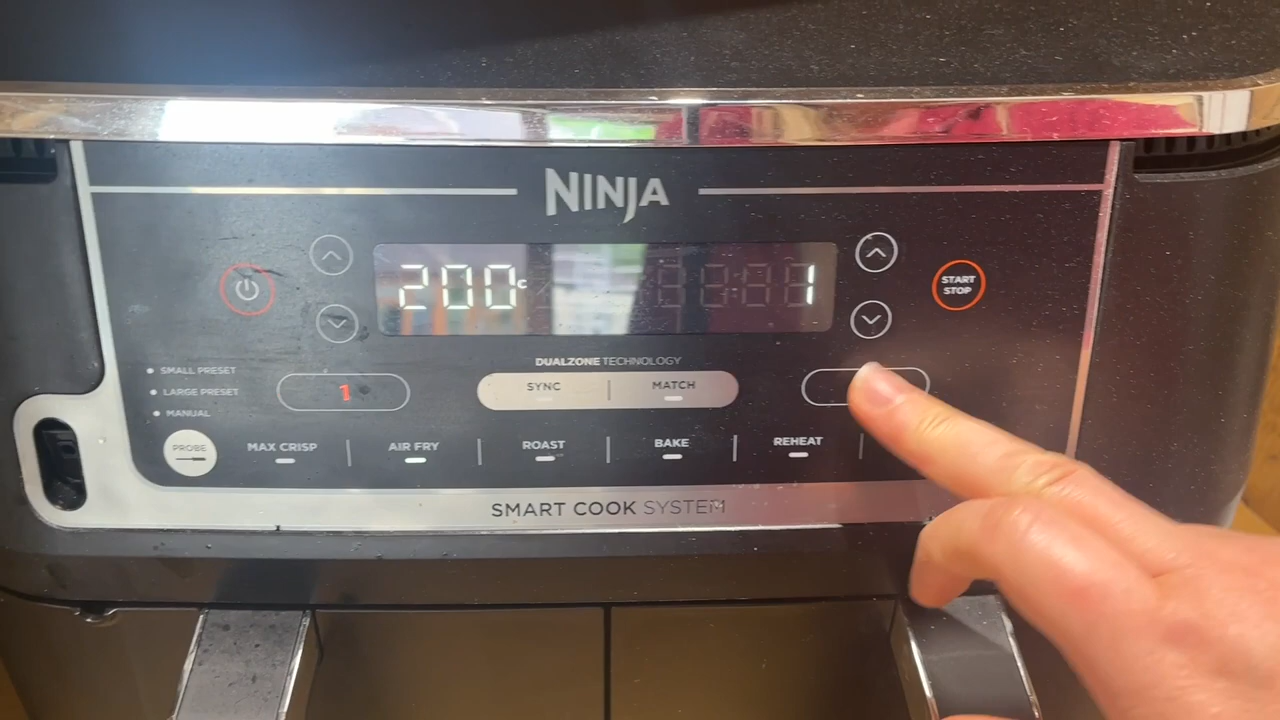 NINJA
200c 1
START
STOP
DUALZONE TECHNOLOGY
SMALL PRESET
LARGE PRESET
MANUAL
1
SYNC MATCH
PROBE
MAX CRISP AIR FRY ROAST BAKE REHEAT
SMART COOK SYSTEM